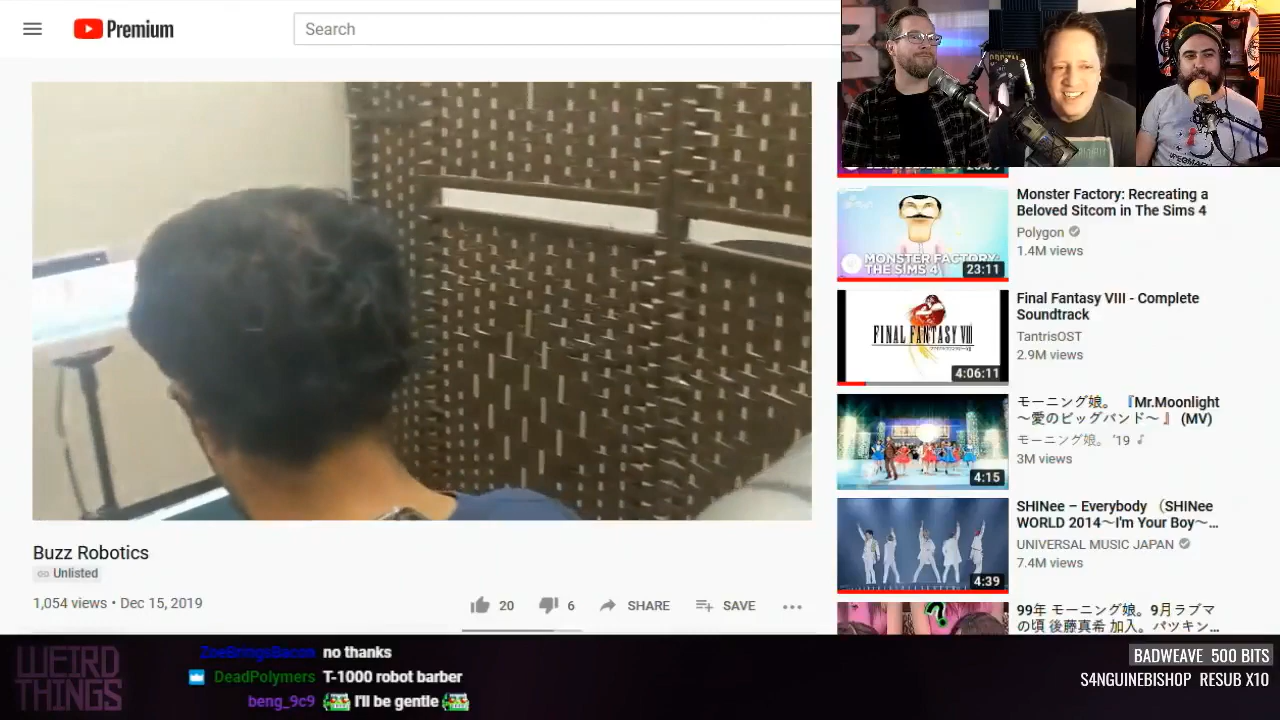 Premium
Search
MONSTER FACTORY:
THE SIMS 4
23:11
Monster Factory: Recreating a
Beloved Sitcom in The Sims 4
Polygon
1.4M views
FINAL FANTASY VIII
4:06:11
Final Fantasy VIII - Complete
Soundtrack
TantrisOST
2.9M views
4:15
モーニング娘。 『Mr.Moonlight
～愛のビッグバンド～ 』 (MV)
モーニング娘。 '19
3M views
4:39
SHINee – Everybody （SHINee
WORLD 2014～I'm Your Boy～...
UNIVERSAL MUSIC JAPAN
7.4M views
99年 モーニング娘。9月ラブマ
の頃 後藤真希 加入。パツキン...
Buzz Robotics
Unlisted
1,054 views • Dec 15, 2019
20
6
SHARE
SAVE
WEIRD
THINGS
ZoeBringsBacon no thanks
DeadPolymers T-1000 robot barber
beng_9c9 I'll be gentle
BADWEAVE 500 BITS
S4NGUINEBISHOP RESUB X10